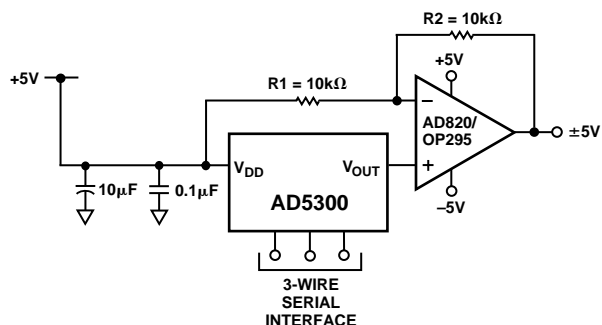 R2 = 10kΩ
+5V
+5V
R1 = 10kΩ
–
AD820/
OP295
±5V
VDD
VOUT
+
10μF
0.1μF
AD5300
–5V
3-WIRE
SERIAL
INTERFACE